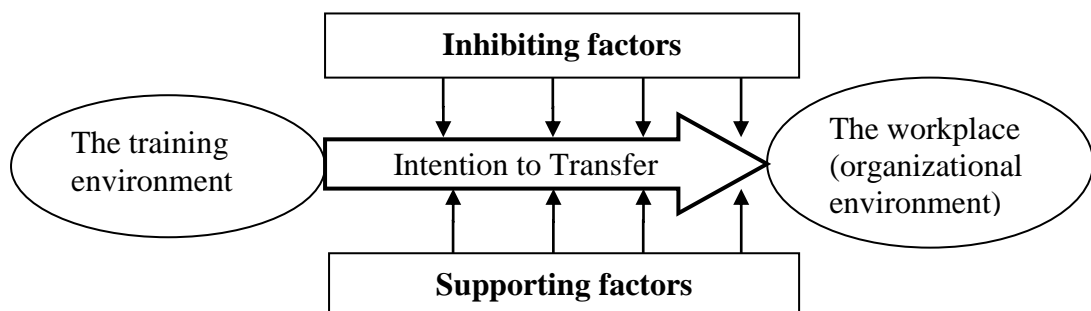 Inhibiting factors
The training
environment
Intention to Transfer
The workplace
(organizational
environment)
Supporting factors